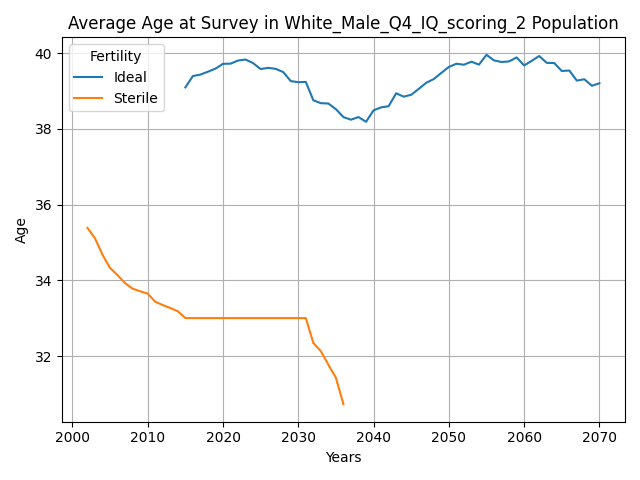 Average Age at Survey in White_Male_Q4_IQ_scoring_2 Population
Fertility
Ideal
Sterile
40
38
36
34
32
Age
2000
2010
2020
2030
2040
2050
2060
2070
Years